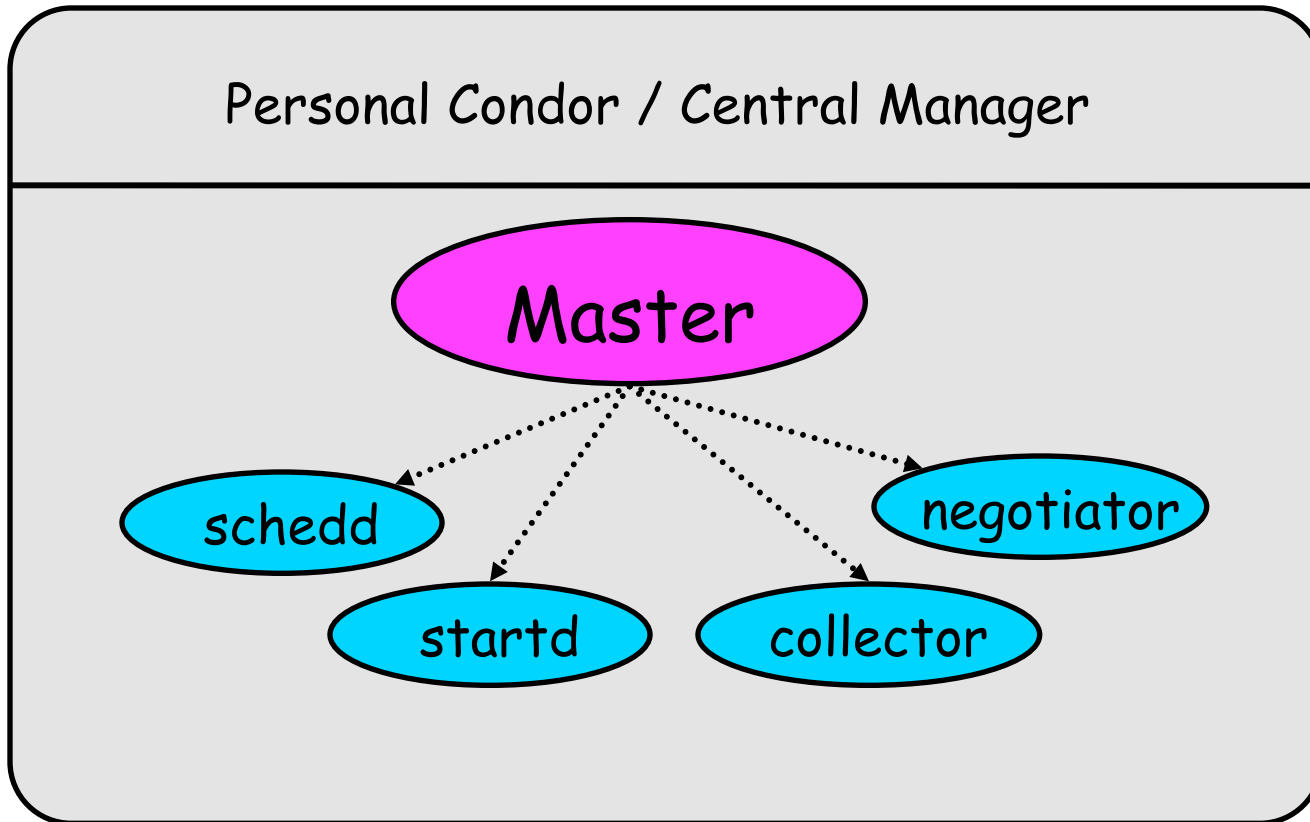 Personal Condor / Central Manager
Master
schedd
negotiator
startd
collector